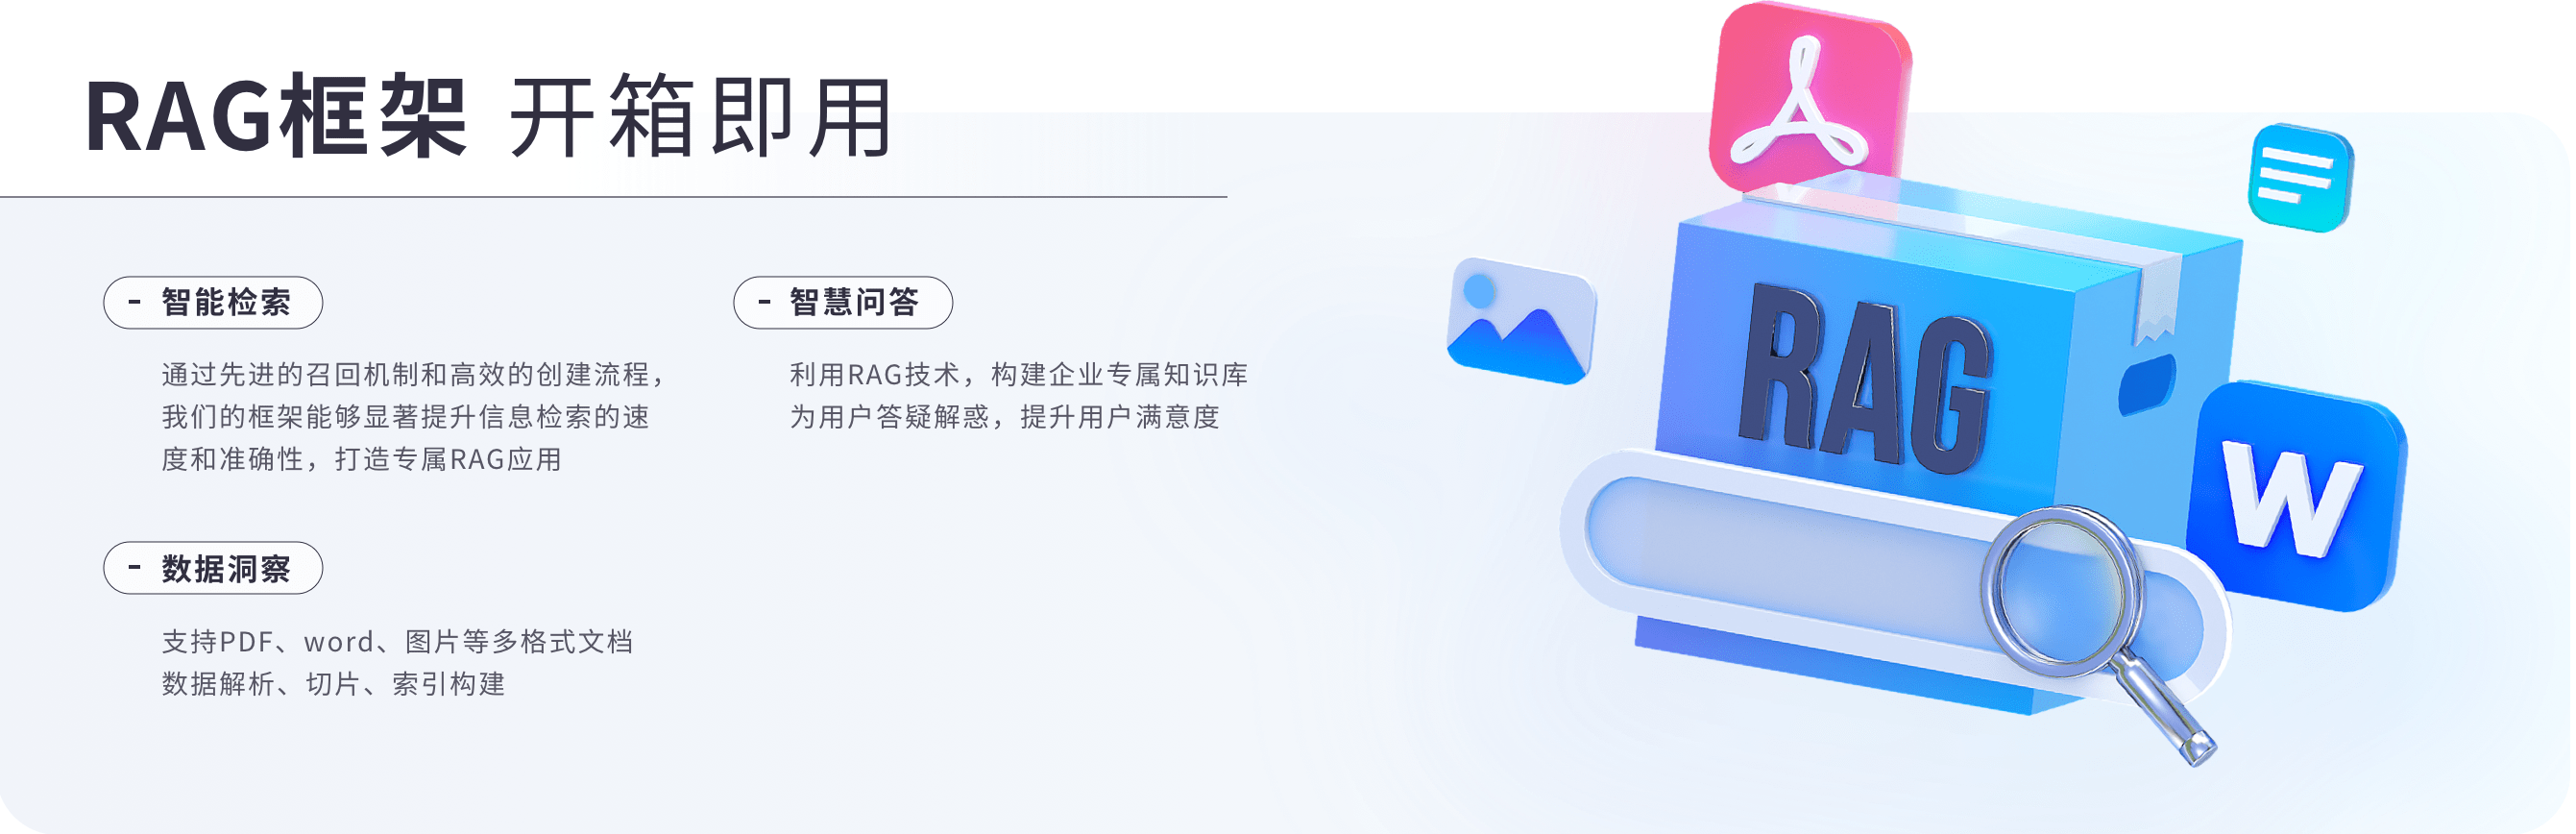 RAG框架 开箱即用
- 智能检索
通过先进的召回机制和高效的创建流程，
我们的框架能够显著提升信息检索的速
度和准确性，打造专属RAG应用
- 智慧问答
利用RAG技术，构建企业专属知识库
为用户答疑解惑，提升用户满意度
- 数据洞察
支持PDF、word、图片等多格式文档
数据解析、切片、索引构建
RAG
W